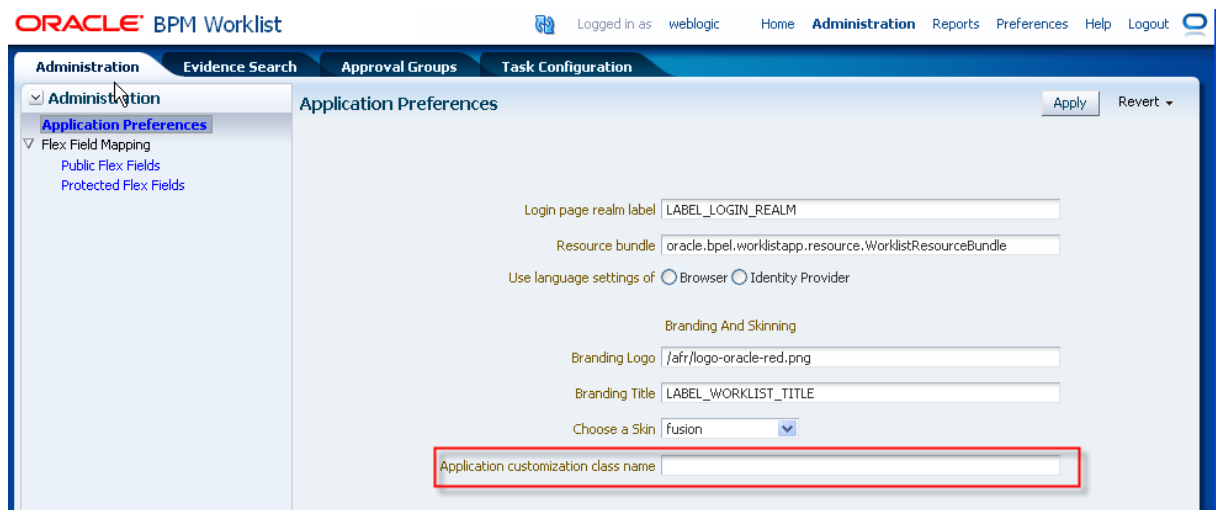 ORACLE BPM Worklist Logged in as weblogic Home Administration Reports Preferences Help Logout
Administration Evidence Search Approval Groups Task Configuration
Administration
Application Preferences
Flex Field Mapping
Public Flex Fields
Protected Flex Fields
Application Preferences Apply Revert
Login page realm label LABEL_LOGIN_REALM
Resource bundle oracle.bpel.worklistapp.resource.WorklistResourceBundle
Use language settings of Browser Identity Provider
Branding And Skinning
Branding Logo /afr/logo-oracle-red.png
Branding Title LABEL_WORKLIST_TITLE
Choose a Skin fusion
Application customization class name